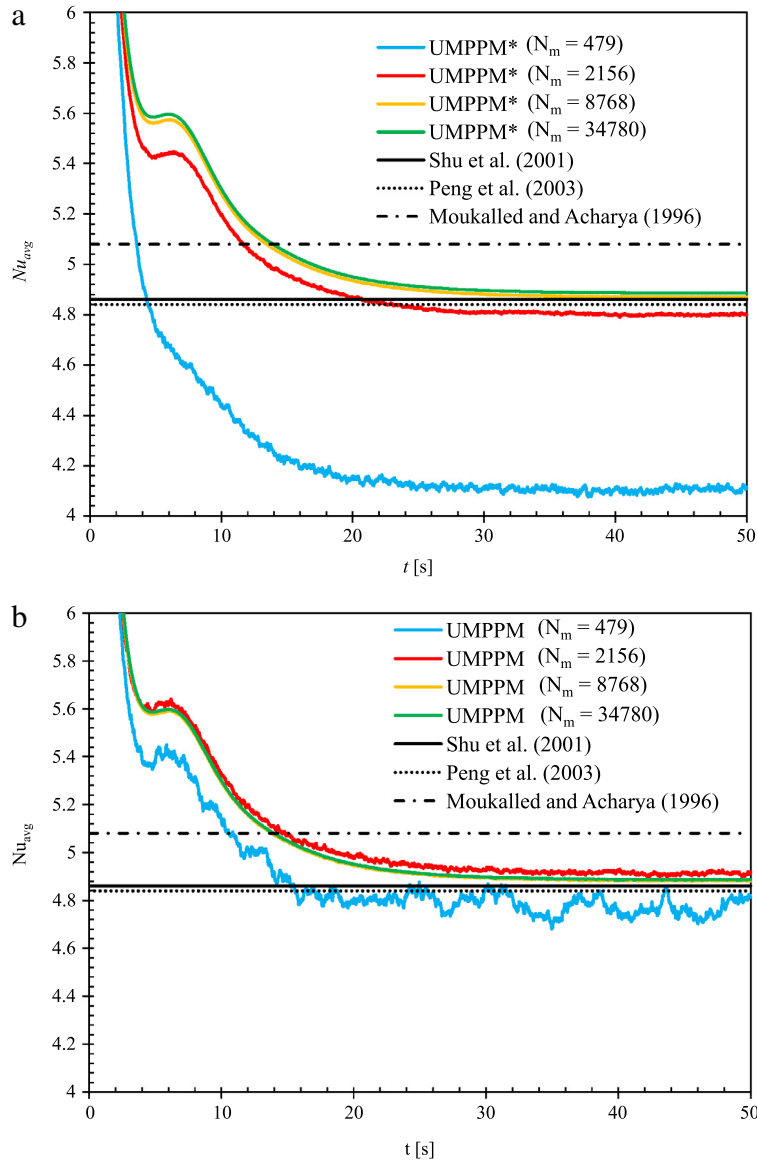 a
6
5.8
5.6
5.4
5.2
5
4.8
4.6
4.4
4.2
4
Nu_avg
UMPPM* (N_m = 479)
UMPPM* (N_m = 2156)
UMPPM* (N_m = 8768)
UMPPM* (N_m = 34780)
Shu et al. (2001)
Peng et al. (2003)
Moukalled and Acharya (1996)
0 10 20 30 40 50
t [s]
b
6
5.8
5.6
5.4
5.2
5
4.8
4.6
4.4
4.2
4
Nu_avg
UMPPM (N_m = 479)
UMPPM (N_m = 2156)
UMPPM (N_m = 8768)
UMPPM (N_m = 34780)
Shu et al. (2001)
Peng et al. (2003)
Moukalled and Acharya (1996)
0 10 20 30 40 50
t [s]